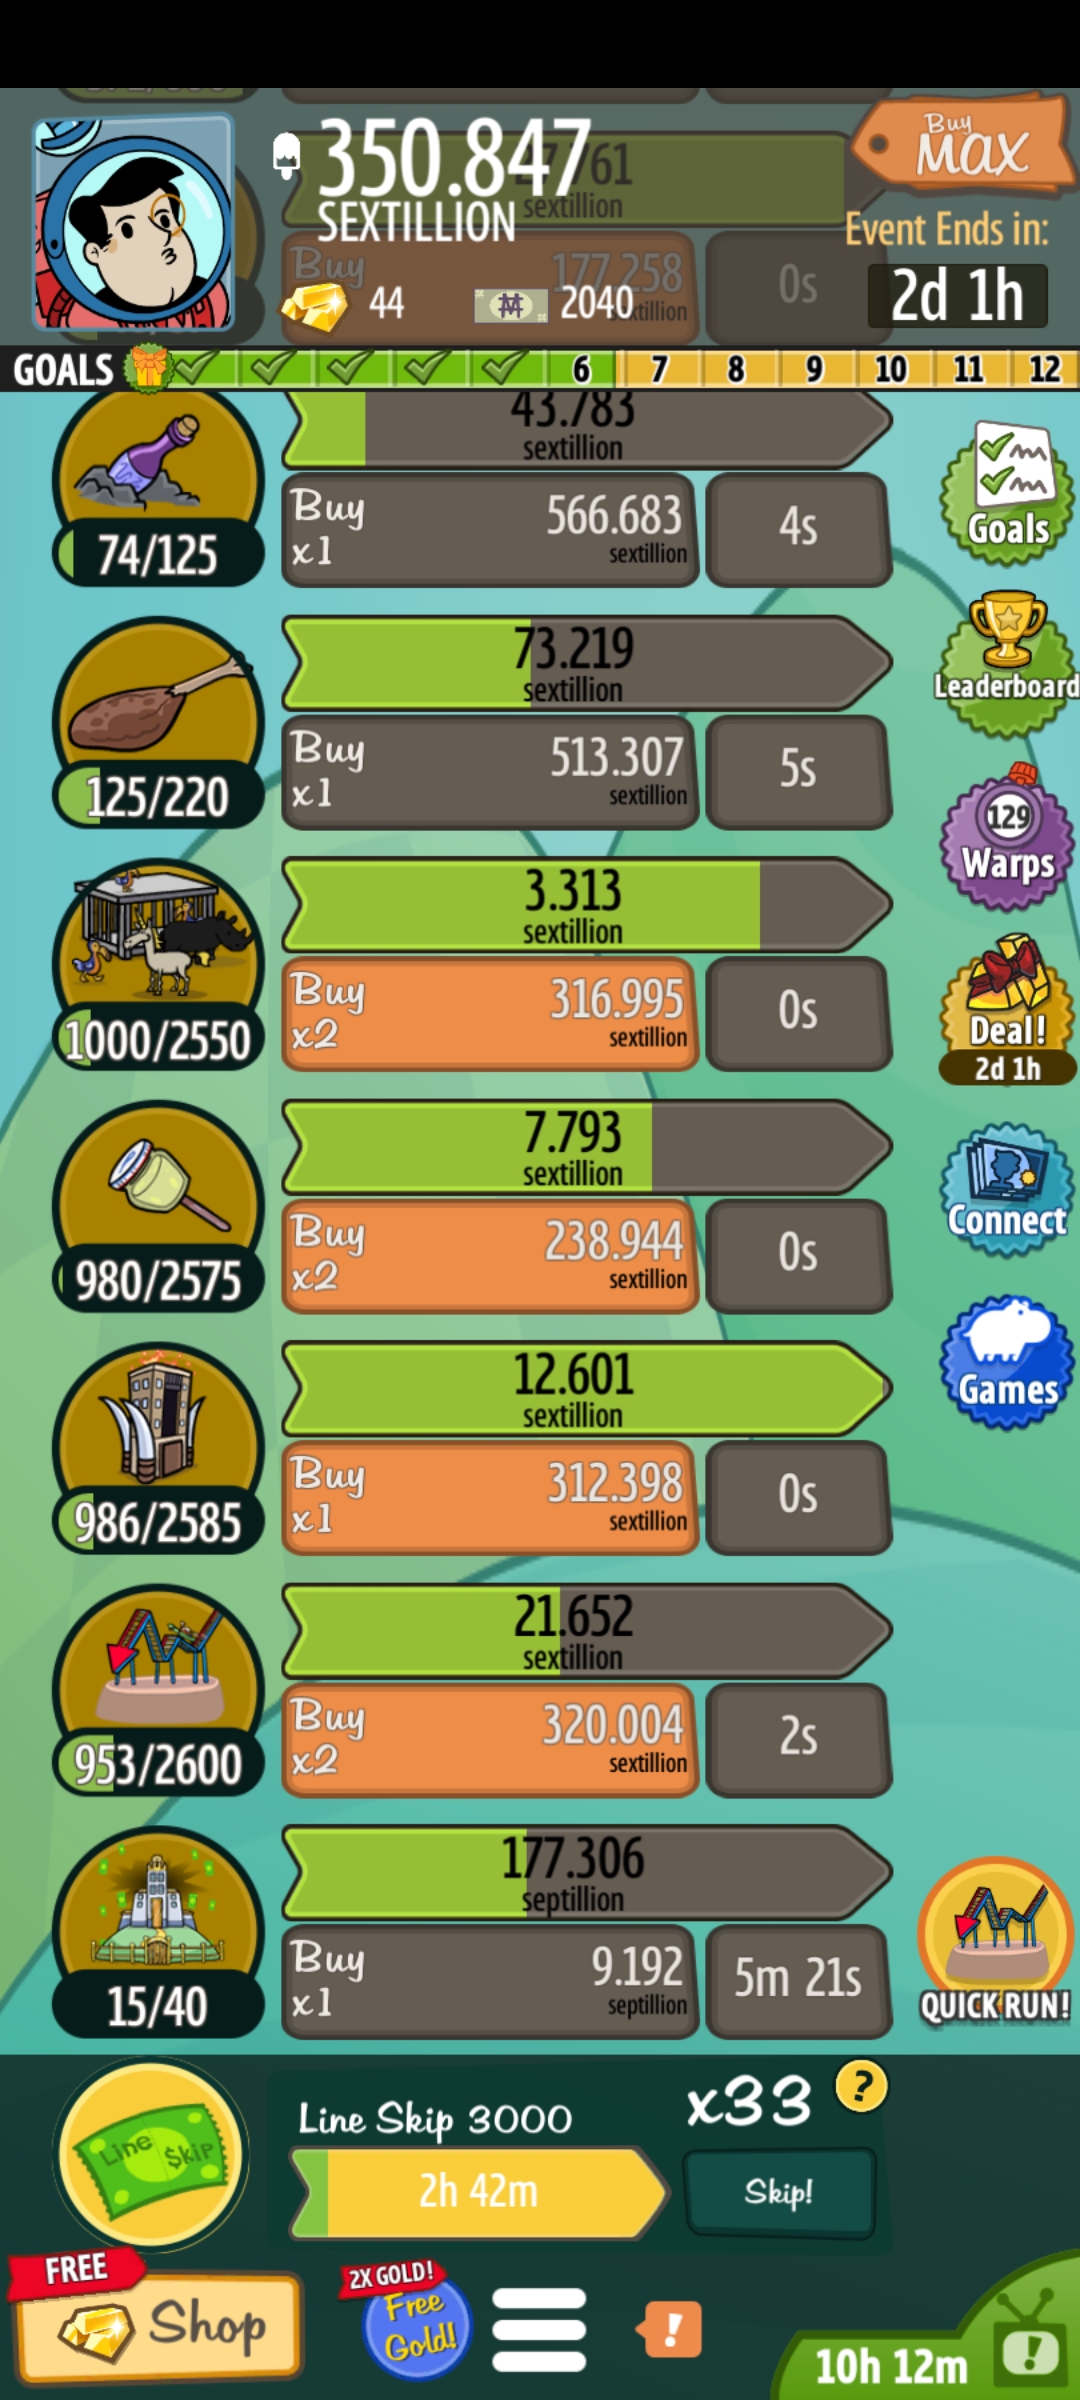 350.847
SEXTILLION
sextillion
Buy
MAX
Event Ends in:
2d 1h
Buy
177.258
0s
44
2040
GOALS
6
7
8
9
10
11
12
43.783
sextillion
Buy
x1
566.683
sextillion
4s
74/125
Goals
73.219
sextillion
Buy
x1
513.307
sextillion
5s
125/220
Leaderboard
129
Warps
3.313
sextillion
Buy
x2
316.995
sextillion
0s
1000/2550
Deal!
2d 1h
7.793
sextillion
Buy
x2
238.944
sextillion
0s
980/2575
Connect
12.601
sextillion
Buy
x1
312.398
sextillion
0s
986/2585
Games
21.652
sextillion
Buy
x2
320.004
sextillion
2s
953/2600
177.306
septillion
Buy
x1
9.192
septillion
5m 21s
15/40
QUICK RUN!
Line Skip
Line Skip 3000
2h 42m
x33
?
Skip!
FREE
Shop
2X GOLD!
Free
Gold!
!
10h 12m
!